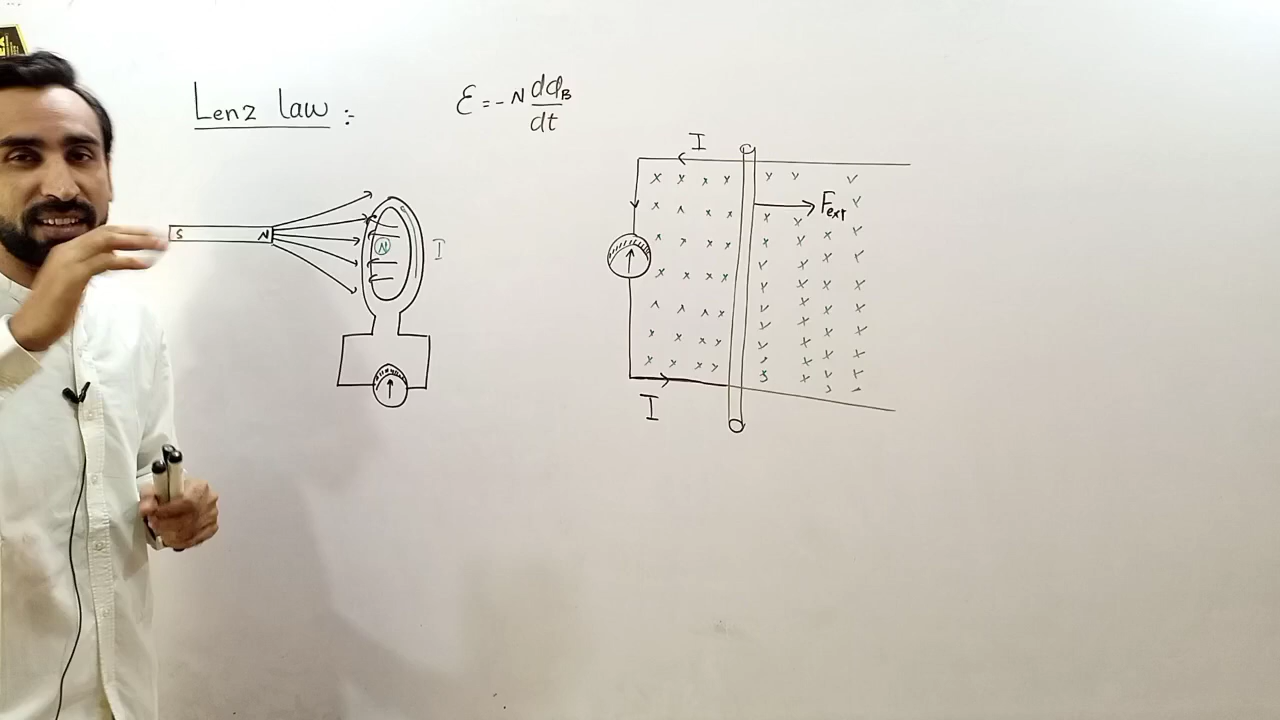 Lenz law :-
Ɛ = - N dΦB/dt
S N
N
I
I
Fext
I